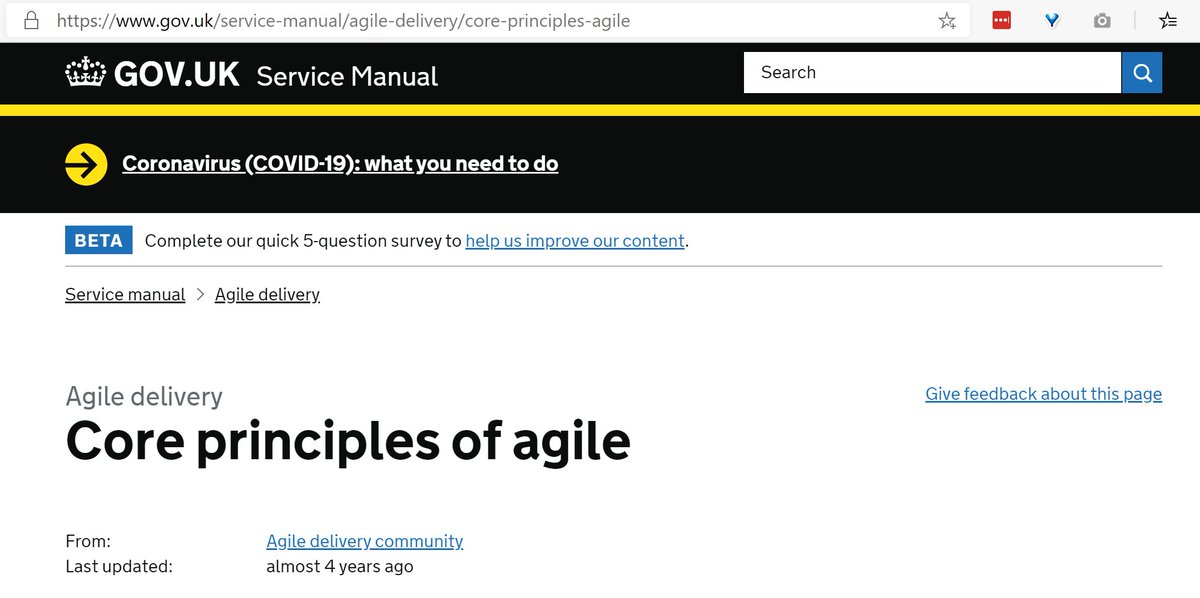 https://www.gov.uk/service-manual/agile-delivery/core-principles-agile
GOV.UK Service Manual
Search
Coronavirus (COVID-19): what you need to do
BETA Complete our quick 5-question survey to help us improve our content.
Service manual > Agile delivery
Agile delivery
Give feedback about this page
Core principles of agile
From: Agile delivery community
Last updated: almost 4 years ago